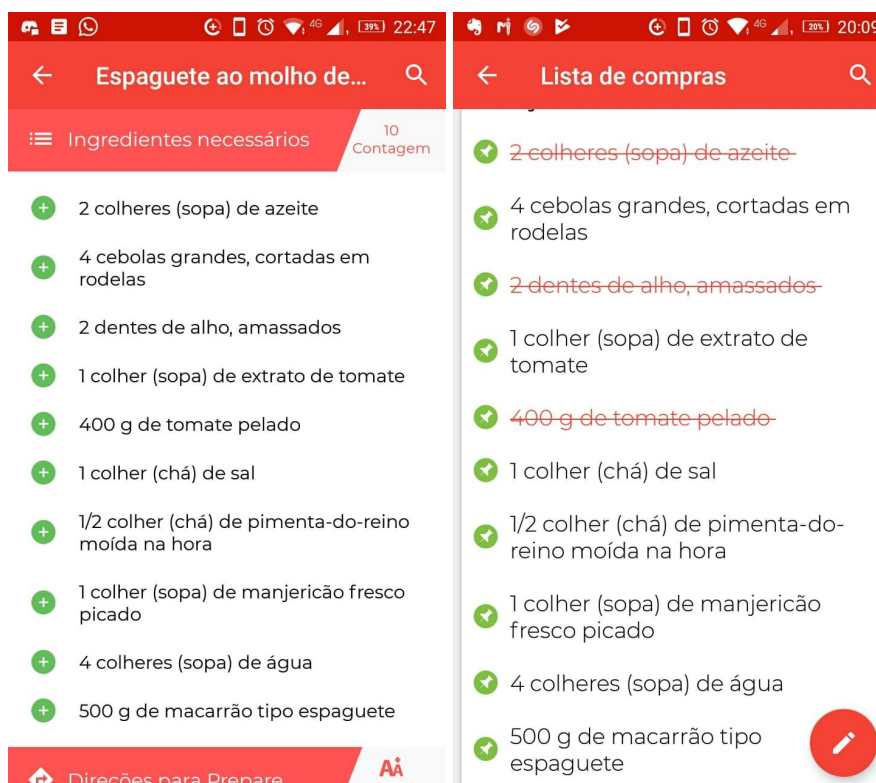 4G 39% 22:47
Espaguete ao molho de...
Ingredientes necessários
10
Contagem
2 colheres (sopa) de azeite
4 cebolas grandes, cortadas em
rodelas
2 dentes de alho, amassados
1 colher (sopa) de extrato de tomate
400 g de tomate pelado
1 colher (chá) de sal
1/2 colher (chá) de pimenta-do-reino
moída na hora
1 colher (sopa) de manjericão fresco
picado
4 colheres (sopa) de água
500 g de macarrão tipo espaguete
Direções para Prepare
AA
4G 20% 20:09
Lista de compras
2 colheres (sopa) de azeite
4 cebolas grandes, cortadas em
rodelas
2 dentes de alho, amassados
1 colher (sopa) de extrato de
tomate
400 g de tomate pelado
1 colher (chá) de sal
1/2 colher (chá) de pimenta-do-
reino moída na hora
1 colher (sopa) de manjericão
fresco picado
4 colheres (sopa) de água
500 g de macarrão tipo
espaguete